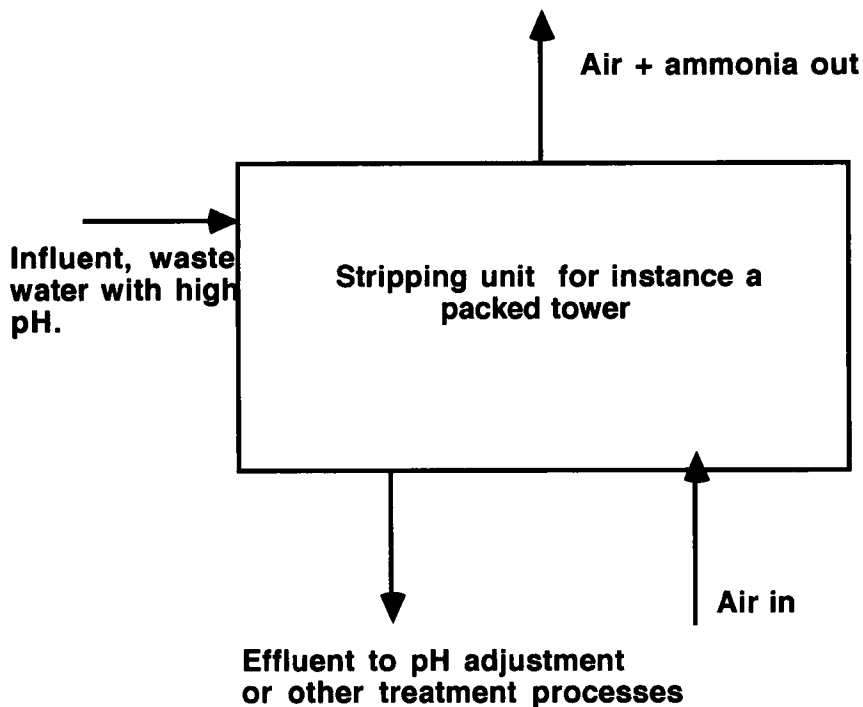 Air + ammonia out
Influent, waste
water with high
pH.
Stripping unit for instance a
packed tower
Air in
Effluent to pH adjustment
or other treatment processes